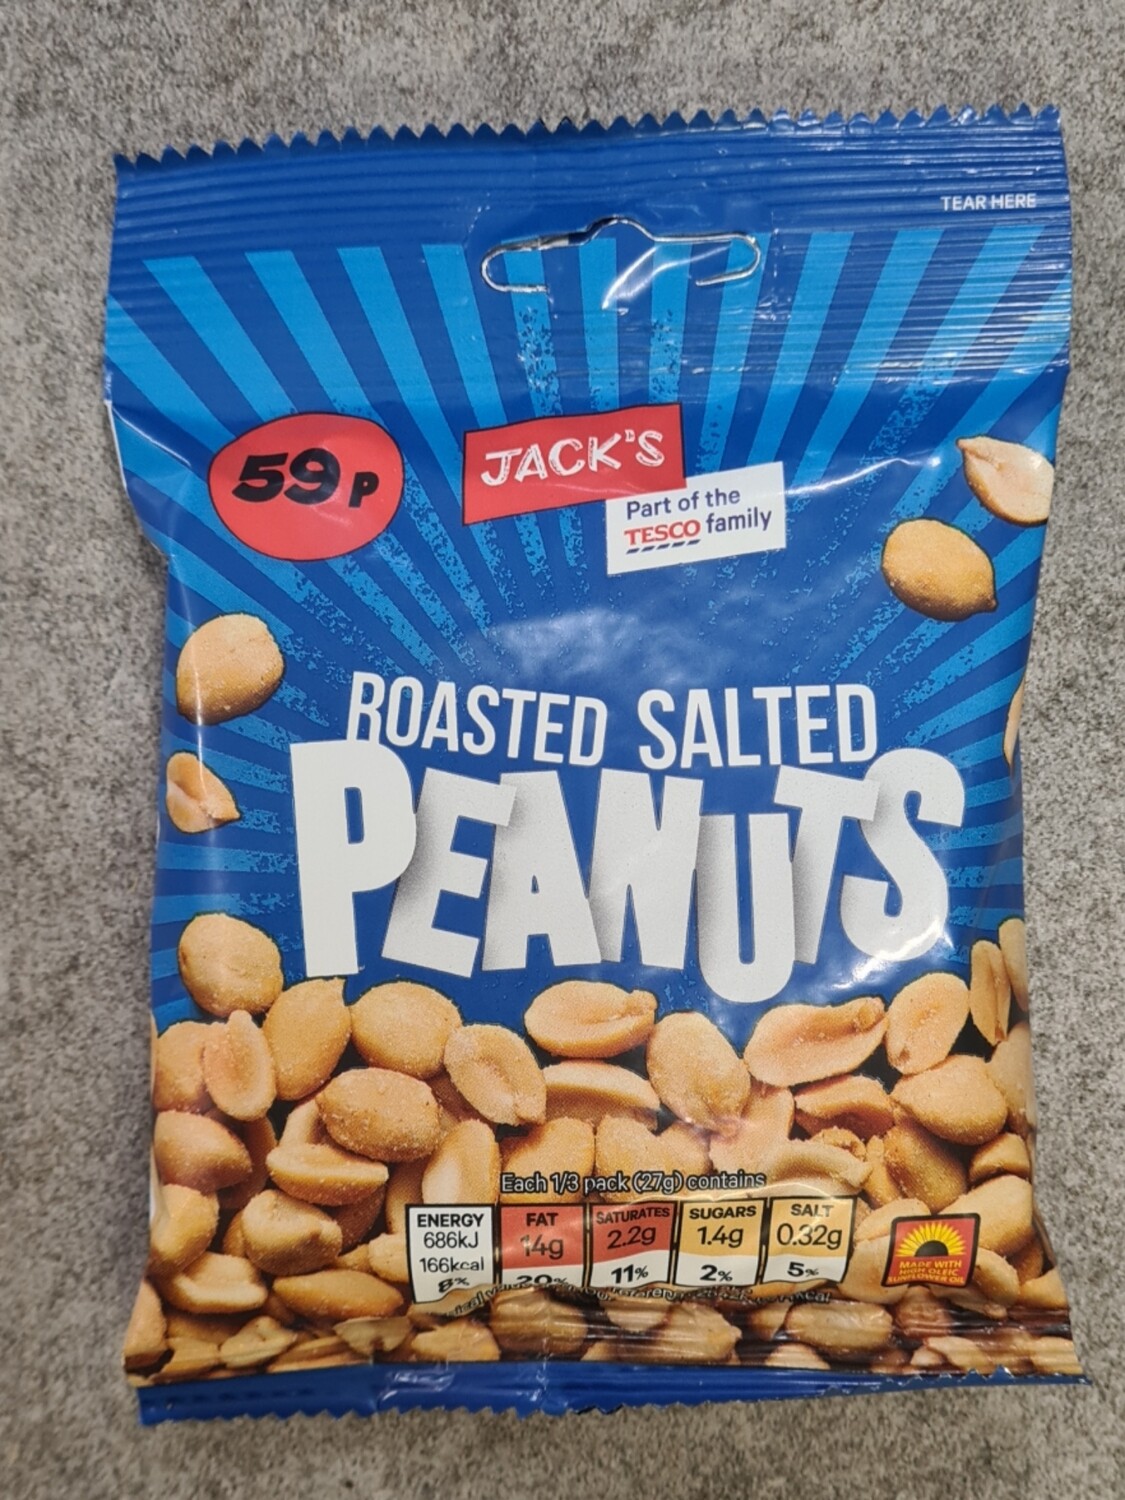 TEAR HERE
59p
JACK'S
Part of the
TESCO family
ROASTED SALTED
PEANUTS
Each 1/3 pack (27g) contains
ENERGY
686kJ
166kcal
8%
FAT
14g
20%
SATURATES
2.2g
11%
SUGARS
1.4g
2%
SALT
0.32g
5%
MADE WITH
HIGH OLEIC
SUNFLOWER OIL